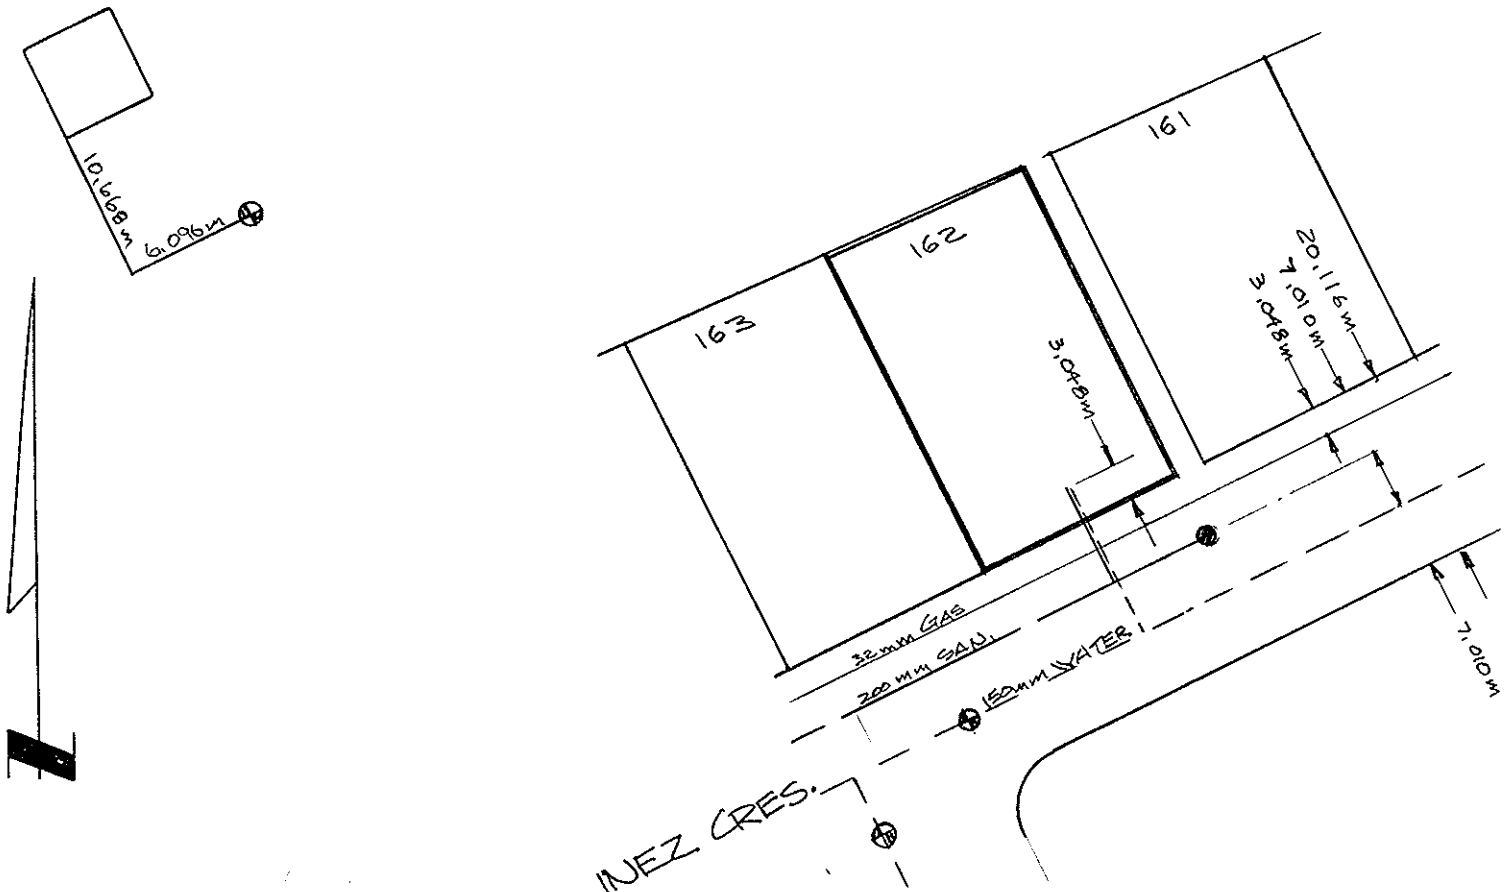 10.668m
6.096m
161
162
163
20.116m
7.010m
3.048m
3.048m
32mm GAS
200mm SAN.
150mm WATER
7.010m
INEZ CRES.